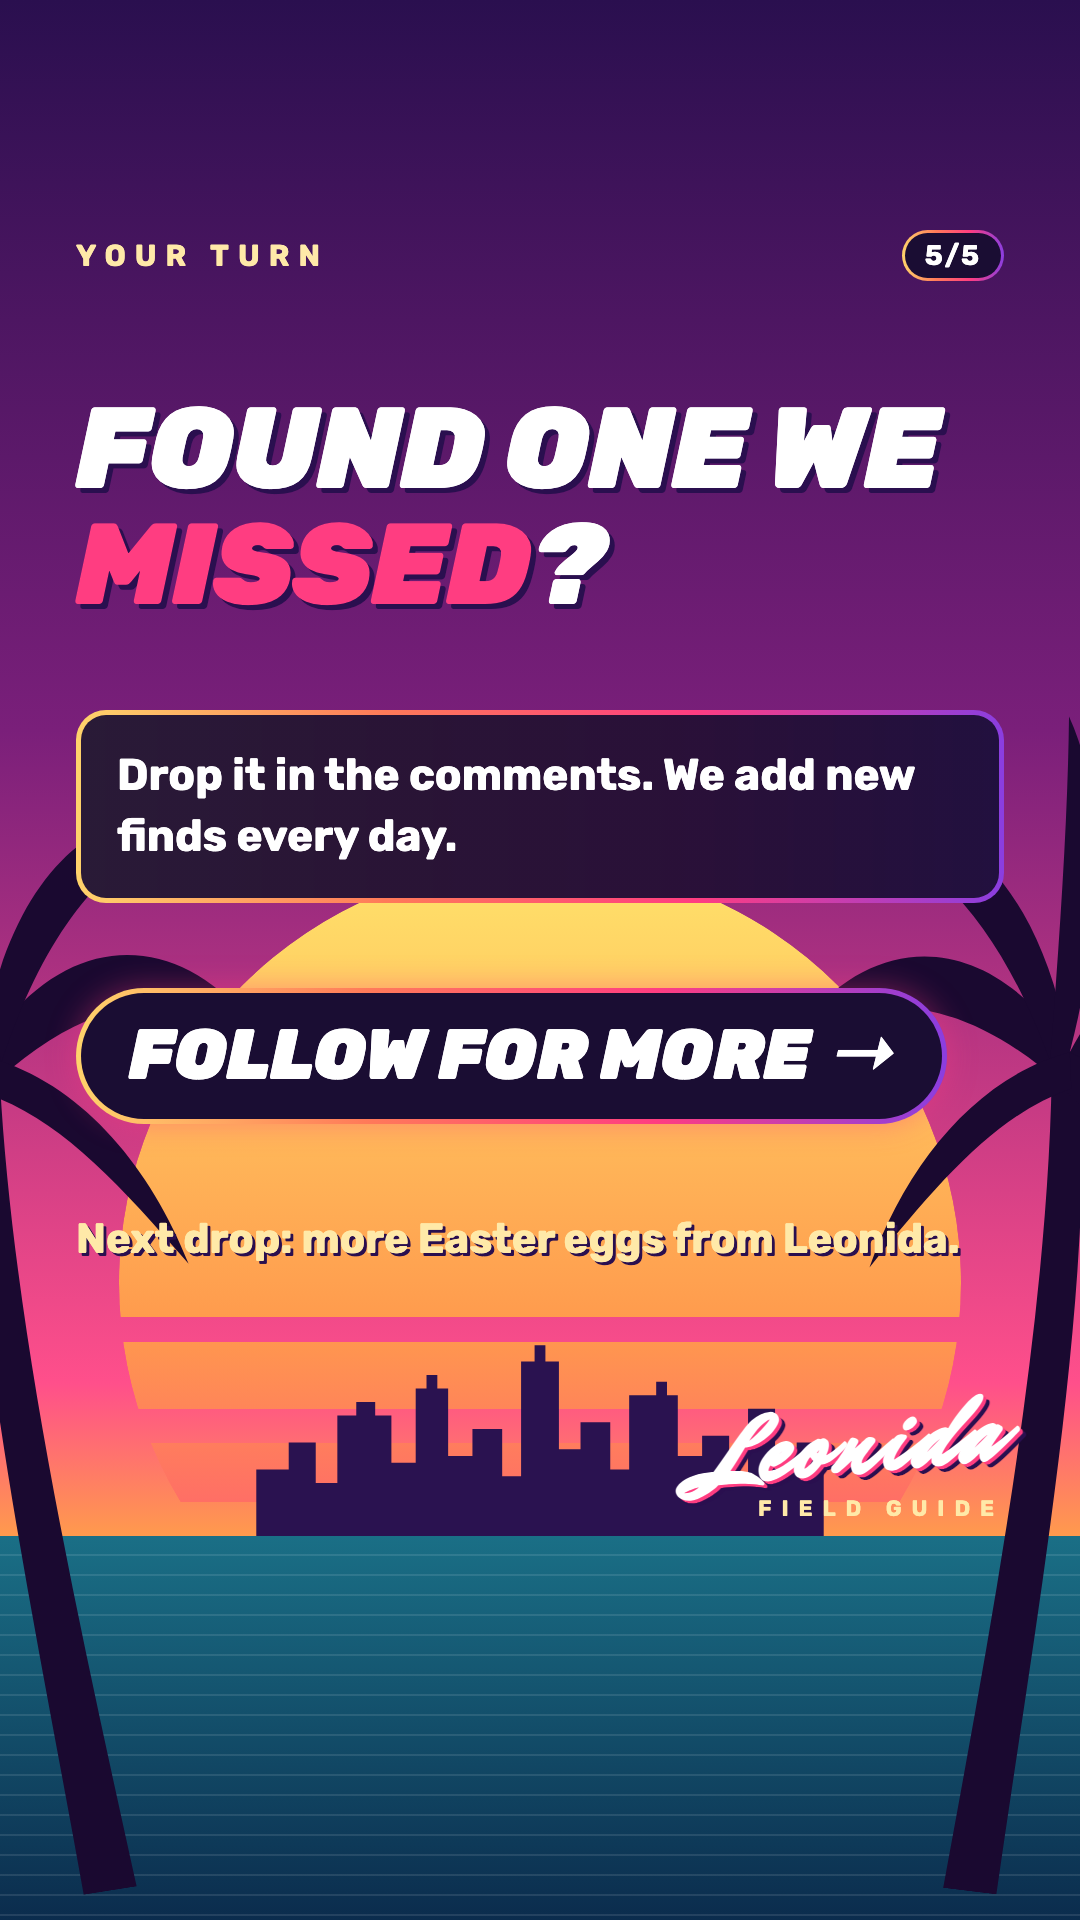 YOUR TURN
5/5
FOUND ONE WE
MISSED?
Drop it in the comments. We add new
finds every day.
FOLLOW FOR MORE →
Next drop: more Easter eggs from Leonida.
Leonida
FIELD GUIDE